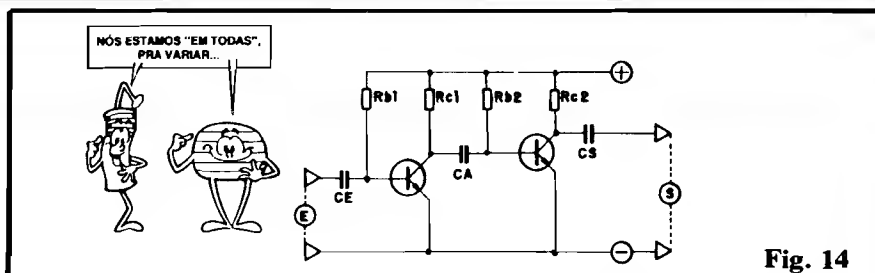 NÓS ESTAMOS "EM TODAS",
PRA VARIAR...
+
Rb1 Rc1 Rb2 Rc2
CS
CA
CE
E
S
−
Fig. 14